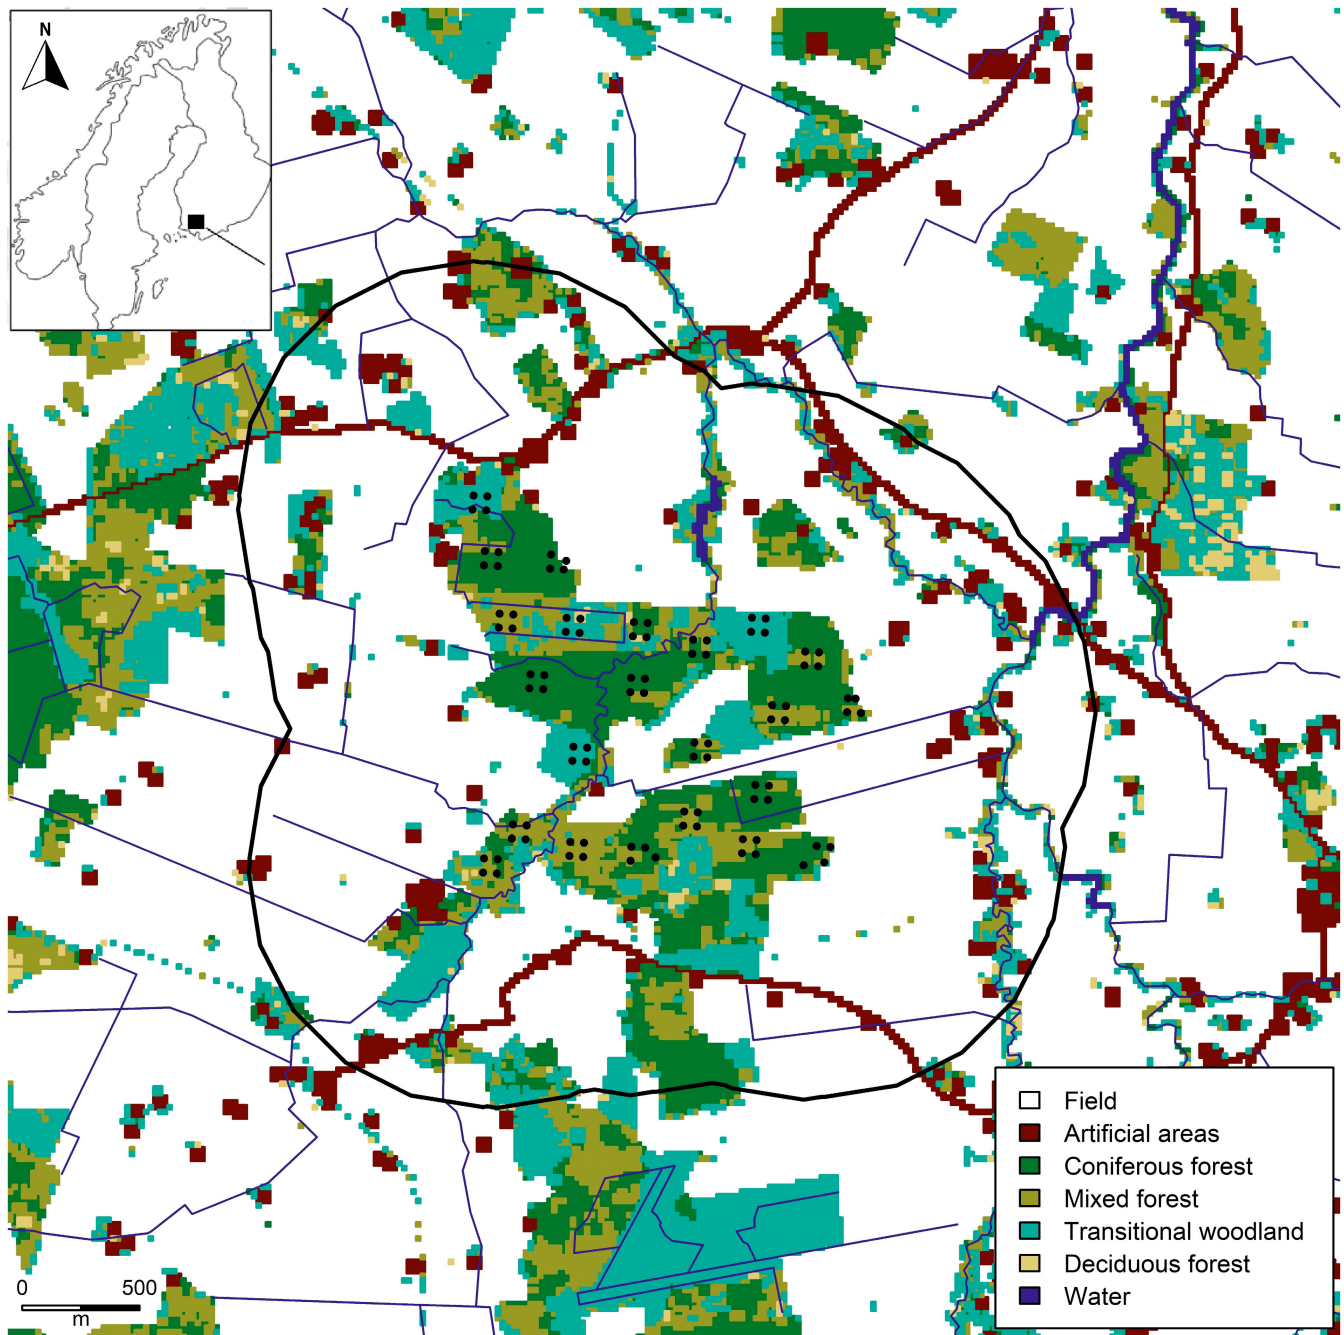 N
Field
Artificial areas
Coniferous forest
Mixed forest
Transitional woodland
Deciduous forest
Water
0 500
m